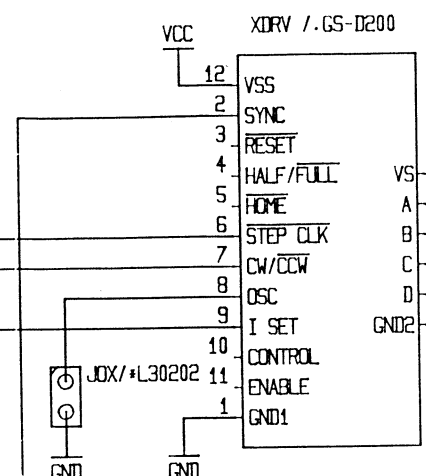 XDRV /.GS-D200
VCC
12 VSS
2 SYNC
3 RESET
4 HALF/FULL VS
5 HOME A
6 STEP CLK B
7 CW/CCW C
8 OSC D
9 I SET GND2
10 CONTROL
JOX/*L30202 11 ENABLE
1 GND1
GND GND